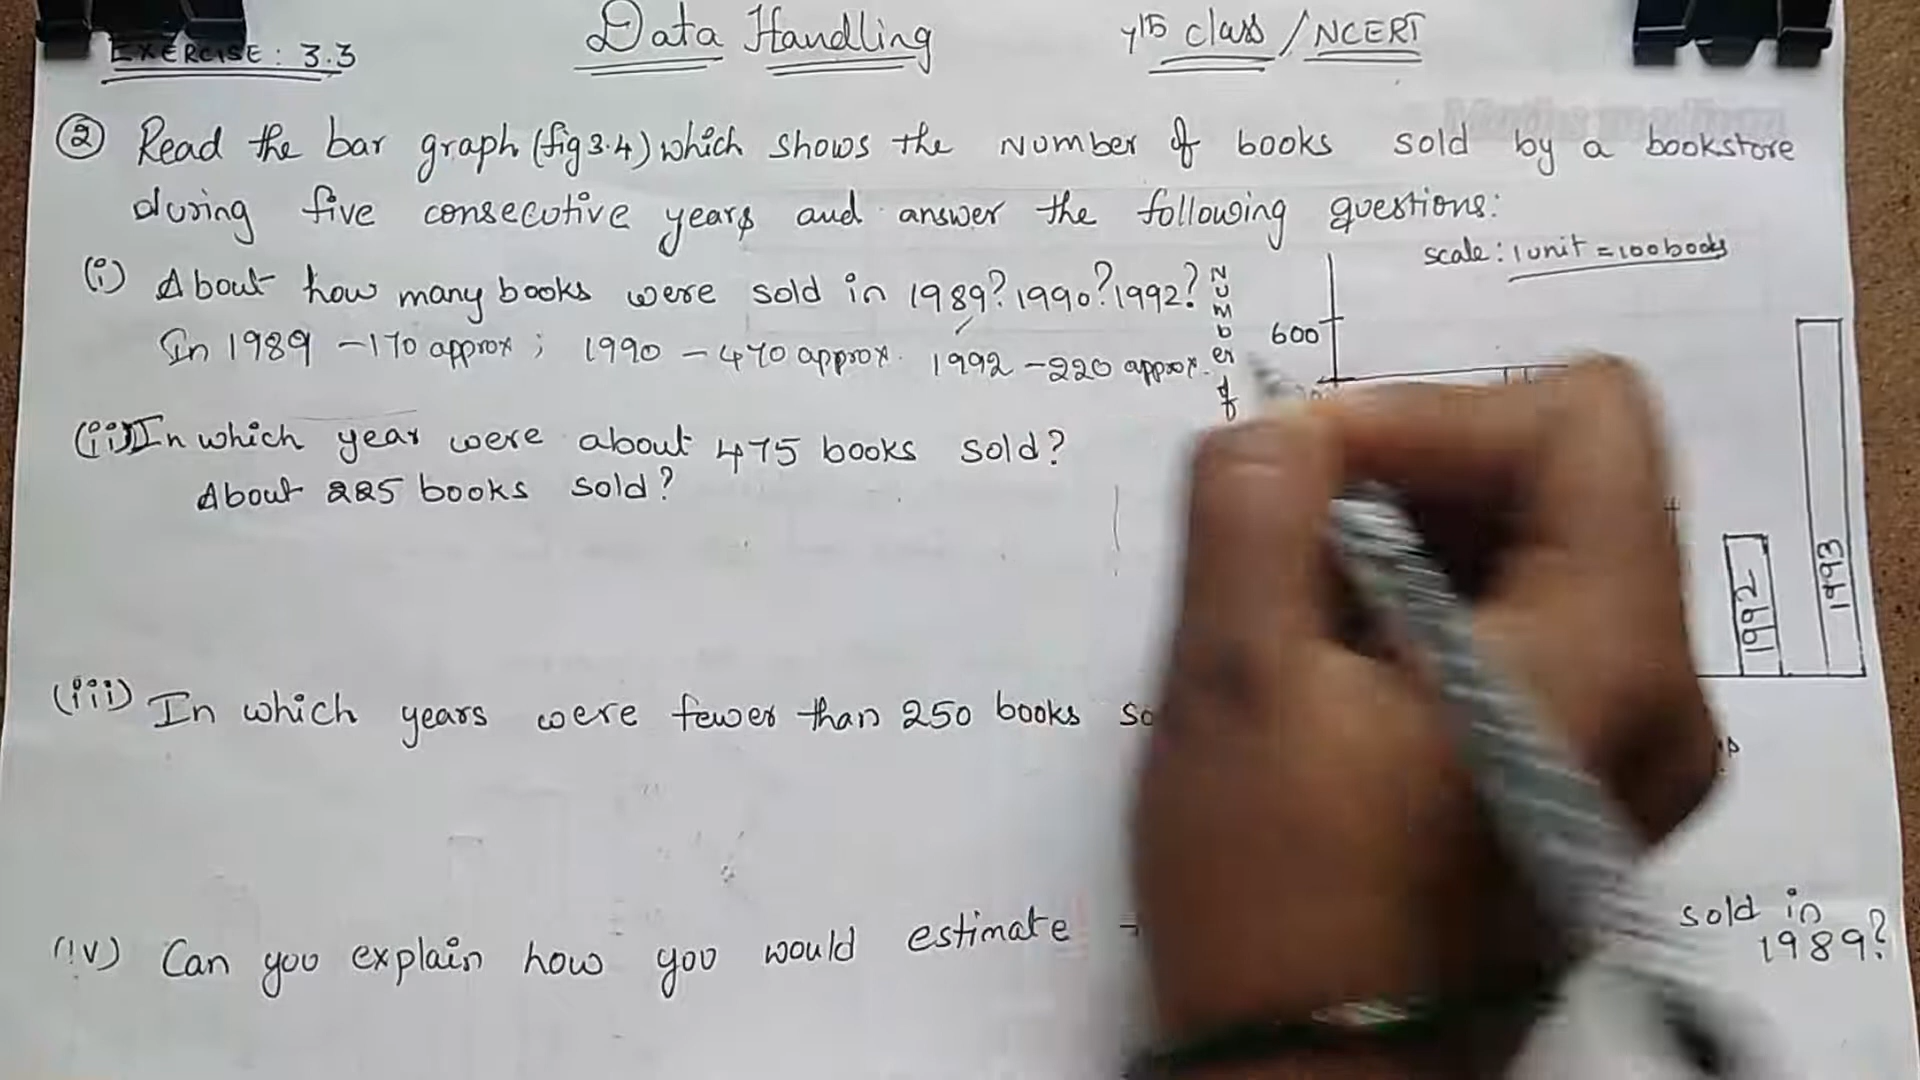 EXERCISE : 3.3
Data Handling
7th class / NCERT
② Read the bar graph (fig 3.4) which shows the Number of books sold by a bookstore
during five consecutive years and answer the following questions:
scale : 1 unit = 100 books
(i) About how many books were sold in 1989? 1990? 1992?
In 1989 - 170 approx ; 1990 - 470 approx. 1992 - 220 approx.
Number of
600
(ii) In which year were about 475 books sold?
About 225 books sold?
1992
1993
(iii) In which years were fewer than 250 books
(iv) Can you explain how you would estimate
sold in
1989?